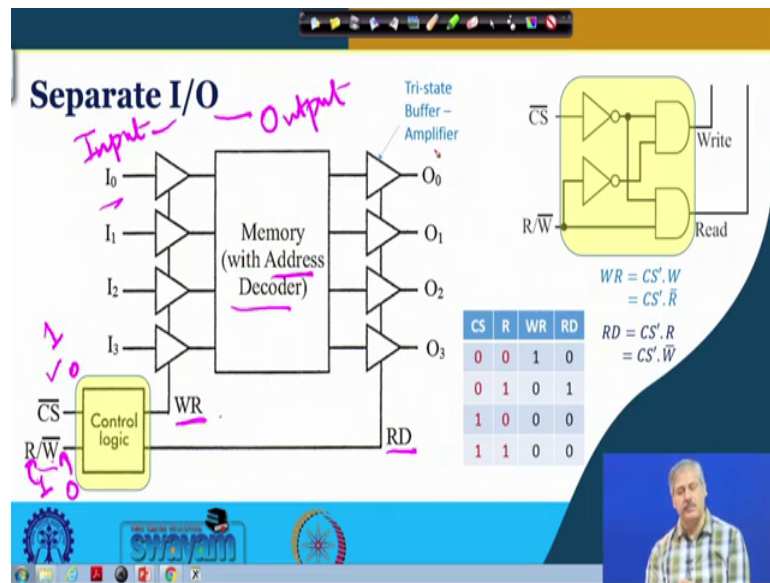 Separate I/O
Input
Output
Tri-state
Buffer –
Amplifier
I₀
I₁
I₂
I₃
1
Memory
(with Address
Decoder)
O₀
O₁
O₂
O₃
1
✓ 0
C̅S̅
R/W̅
1 0
Control
logic
WR
RD
C̅S̅
R/W̅
Write
Read
WR = CS'.W
= CS'.R̅
RD = CS'.R
= CS'.W̅
CS R WR RD
0 0 1 0
0 1 0 1
1 0 0 0
1 1 0 0
swayam